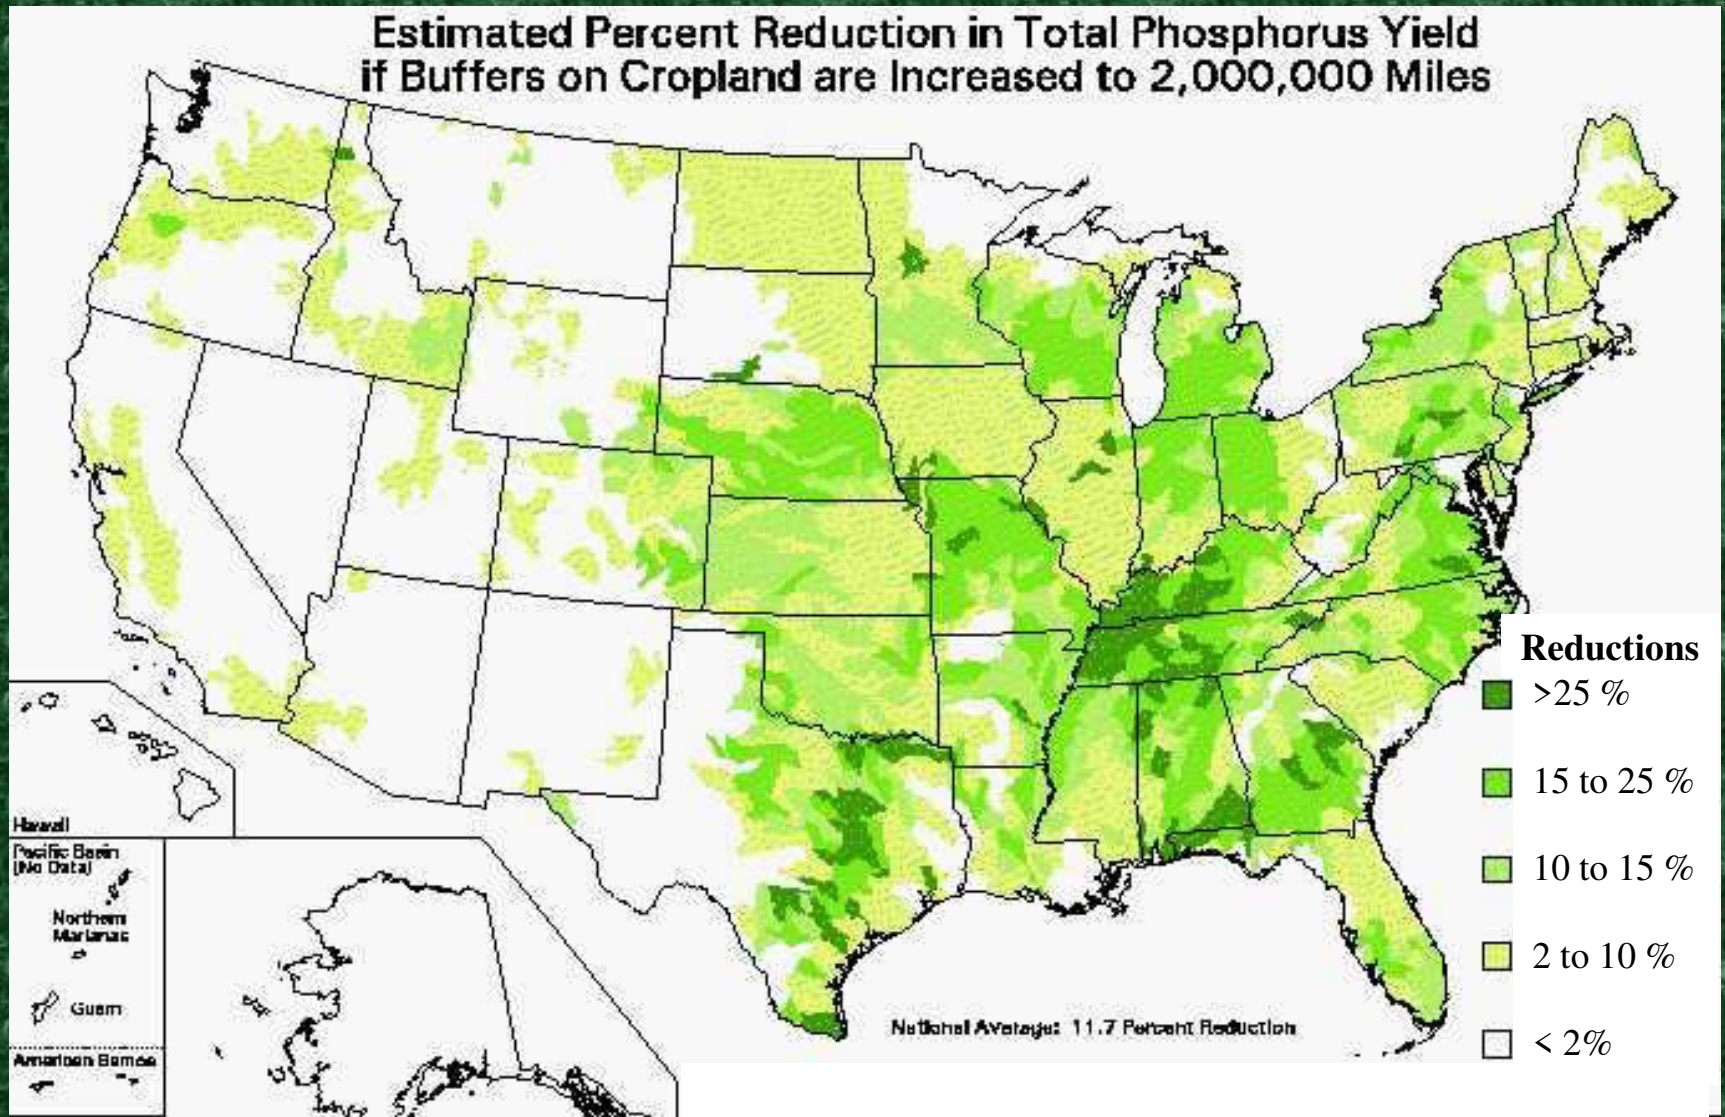 Estimated Percent Reduction in Total Phosphorus Yield
if Buffers on Cropland are Increased to 2,000,000 Miles
Reductions
>25 %
15 to 25 %
10 to 15 %
2 to 10 %
< 2%
Hawaii
Pacific Basin
(No Data)
Northern
Marianas
Guam
American Samoa
National Average: 11.7 Percent Reduction